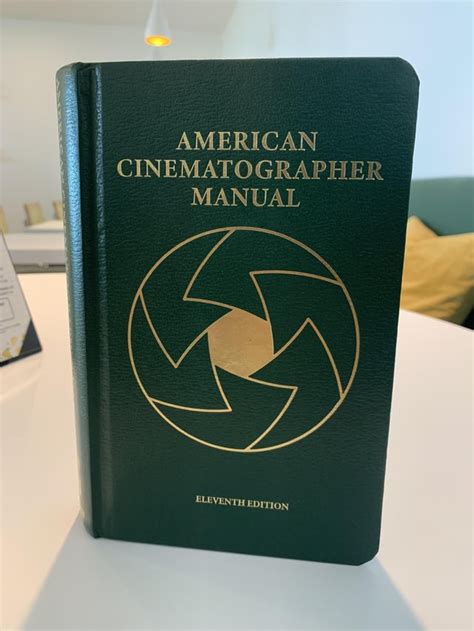 AMERICAN
CINEMATOGRAPHER
MANUAL
ELEVENTH EDITION